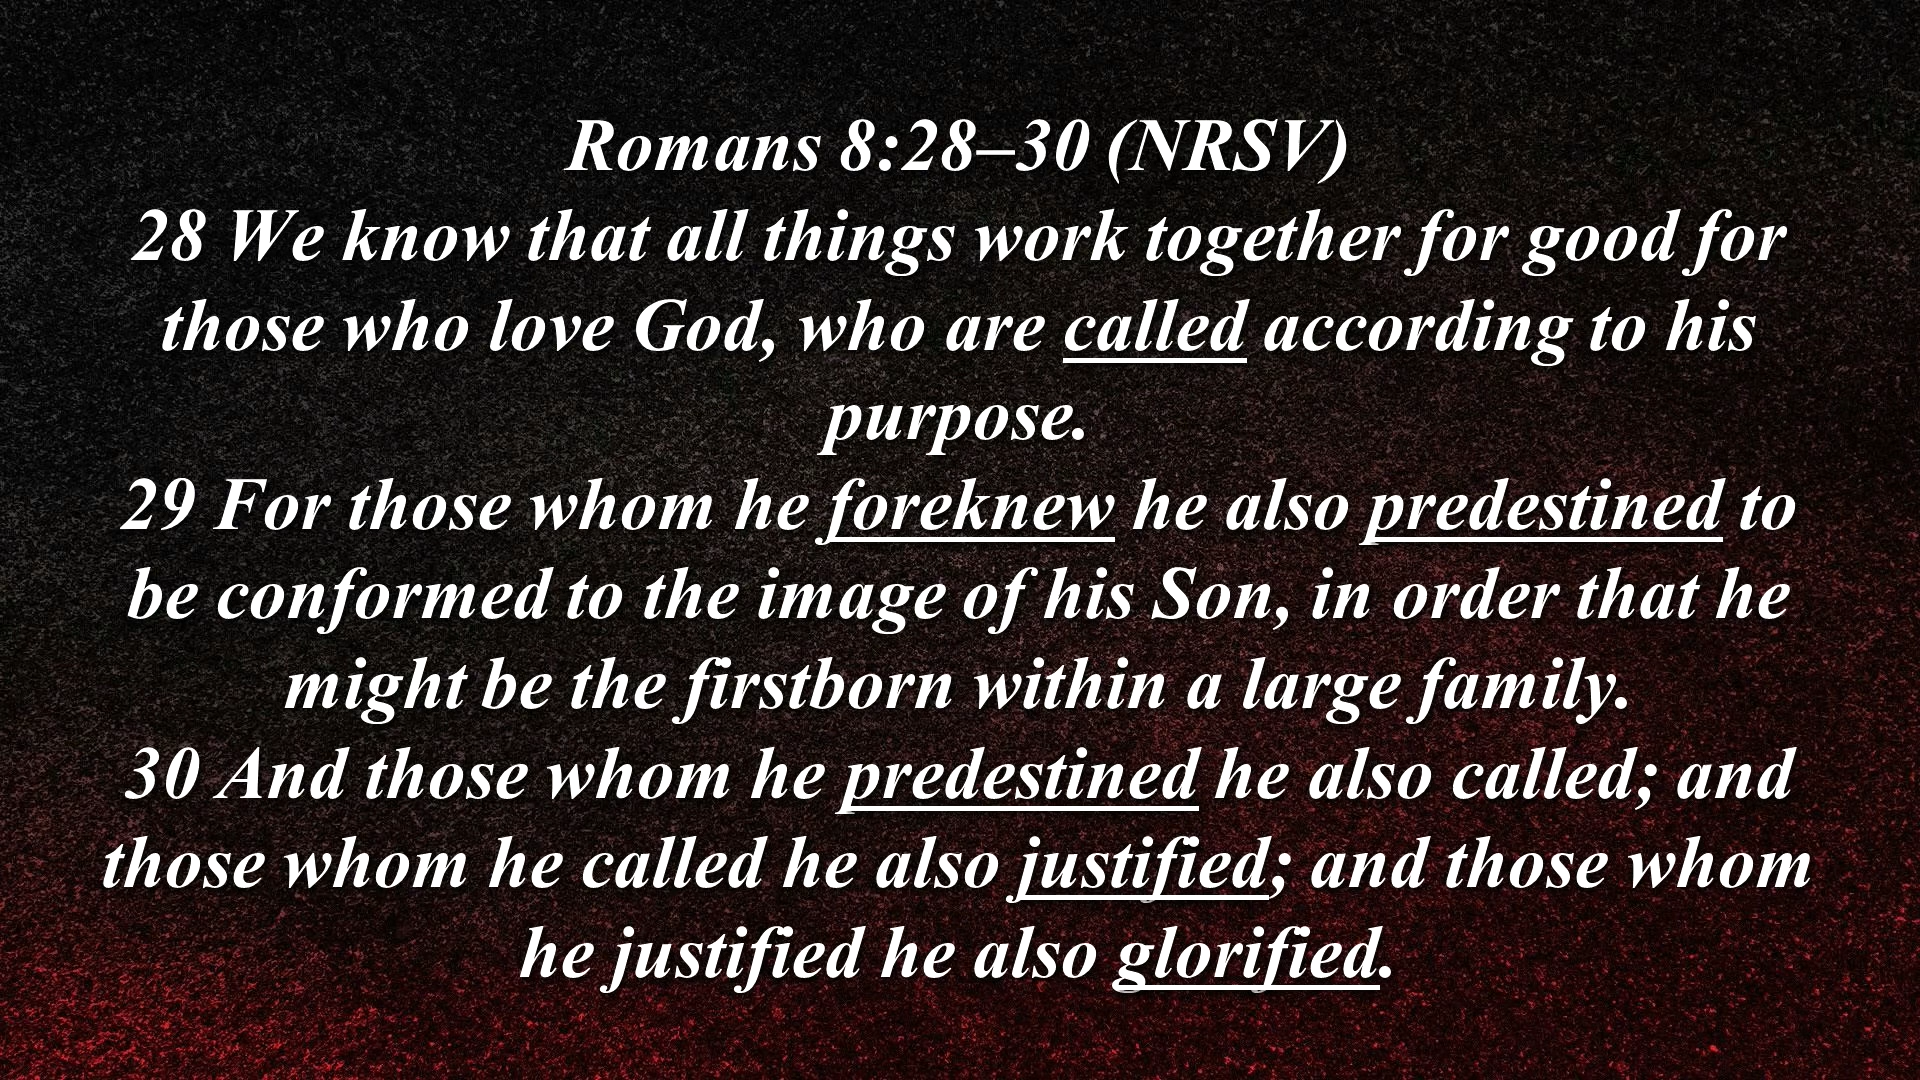 Romans 8:28–30 (NRSV)
28 We know that all things work together for good for
those who love God, who are called according to his
purpose.
29 For those whom he foreknew he also predestined to
be conformed to the image of his Son, in order that he
might be the firstborn within a large family.
30 And those whom he predestined he also called; and
those whom he called he also justified; and those whom
he justified he also glorified.